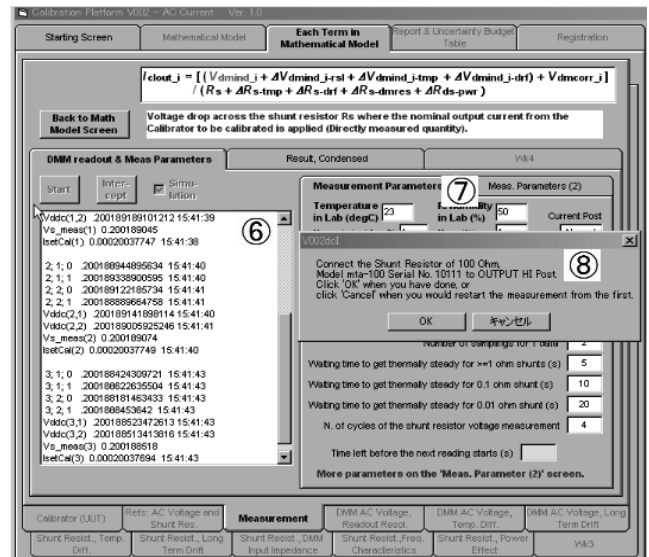 Calibration Platform V002 - AC Current Ver. 1.0
Starting Screen
Mathematical Model
Each Term in
Mathematical Model
Report & Uncertainty Budget
Table
Registration
Iclout_i = [ ( Vdmind_i + ΔVdmind_i-rsl + ΔVdmind_i-tmp + ΔVdmind_i-drf) + Vdmcorr_i ]
/ ( Rs + ΔRs-tmp + ΔRs-drf + ΔRs-dmres + ΔRds-pwr )
Back to Math
Model Screen
Voltage drop across the shunt resistor Rs where the nominal output current from the
Calibrator to be calibrated is applied (Directly measured quantity).
DMM readout & Meas Parameters
Result, Condensed
Wk4
Start
Inter-
cept
Simu-
lation
⑥
Vddc(1,2) .200189189101212 15:41:39
Vs_meas(1) 0.200189045
IsetCal(1) 0.00020037747 15:41:38
2; 1; 0 .200188944895634 15:41:40
2; 1; 1 .200189338900595 15:41:40
2; 2; 0 .200189122185734 15:41:41
2; 2; 1 .200188889664758 15:41:41
Vddc(2,1) .200189141898114 15:41:40
Vddc(2,2) .200189005925246 15:41:41
Vs_meas(2) 0.200189074
IsetCal(2) 0.00020037749 15:41:40
3; 1; 0 .200188424309721 15:41:43
3; 1; 1 .200188622635504 15:41:43
3; 2; 0 .200188181463433 15:41:43
3; 2; 1 .200188453642 15:41:43
Vddc(3,1) .200188523472613 15:41:43
Vddc(3,2) .200188513413816 15:41:43
Vs_meas(3) 0.200188518
IsetCal(3) 0.00020037694 15:41:43
Measurement Parameters
⑦
Meas. Parameters (2)
Temperature
in Lab (degC)
23
in Lab (%)
50
Current Post
V002dcI
⑧
Connect the Shunt Resistor of 100 Ohm,
Model mta-100 Serial No. 10111 to OUTPUT HI Post.
Click 'OK' when you have done, or
click 'Cancel' when you would restart the measurement from the first.
OK
キャンセル
Number of samplings for 1 data
2
Waiting time to get thermally steady for >=1 ohm shunts (s)
5
Waiting time to get thermally steady for 0.1 ohm shunt (s)
10
Waiting time to get thermally steady for 0.01 ohm shunt (s)
20
N. of cycles of the shunt resistor voltage measurement
4
Time left before the next reading starts (s)
More parameters on the 'Meas. Parameter (2)' screen.
Calibrator (UUT)
Refs: AC Voltage and
Shunt Res.
Measurement
DMM AC Voltage,
Readout Resol.
DMM AC Voltage,
Temp. Diff.
DMM AC Voltage, Long
Term Drift
Shunt Resist., Temp.
Diff.
Shunt Resist., Long
Term Drift
Shunt Resist., DMM
Input Impedance
Shunt Resist.,Freq.
Characteristics
Shunt Resist., Power
Effect
Wk3